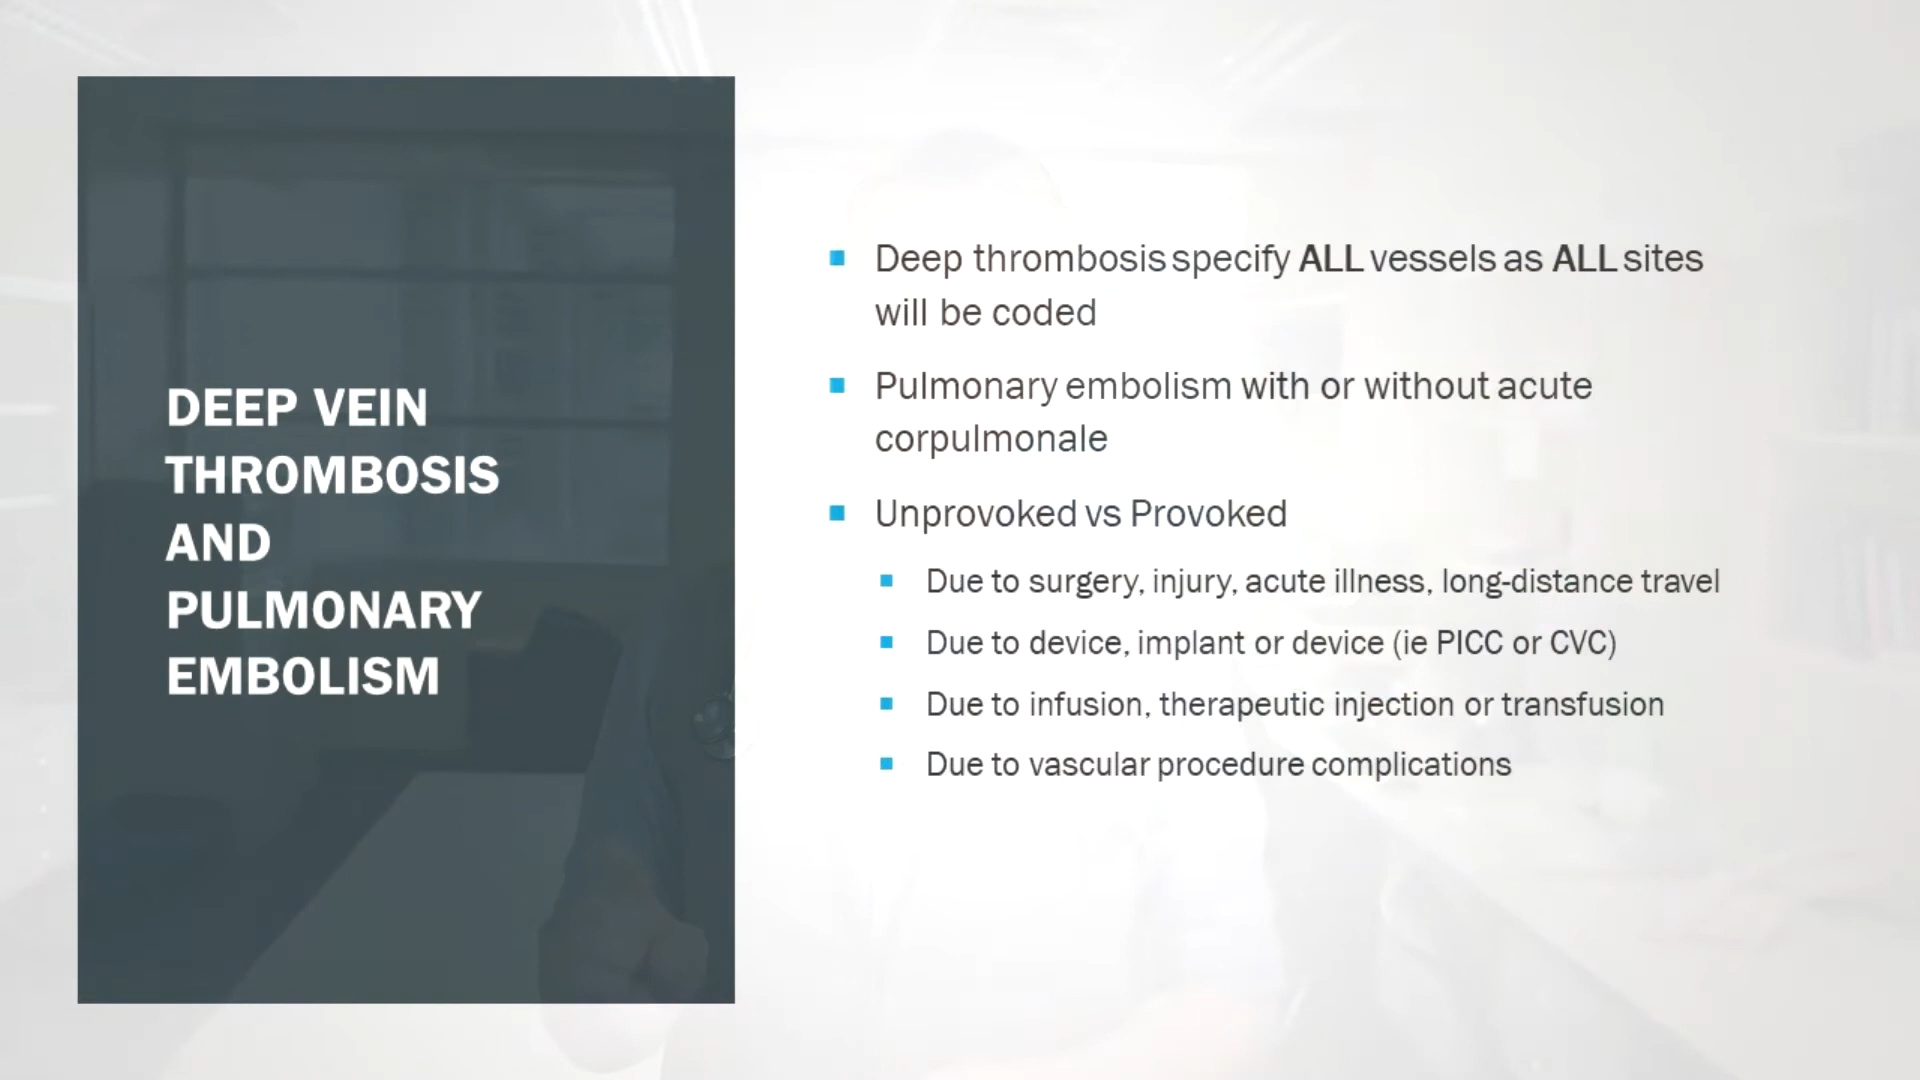 DEEP VEIN
THROMBOSIS
AND
PULMONARY
EMBOLISM
Deep thrombosis specify ALL vessels as ALL sites
will be coded
Pulmonary embolism with or without acute
corpulmonale
Unprovoked vs Provoked
Due to surgery, injury, acute illness, long-distance travel
Due to device, implant or device (ie PICC or CVC)
Due to infusion, therapeutic injection or transfusion
Due to vascular procedure complications